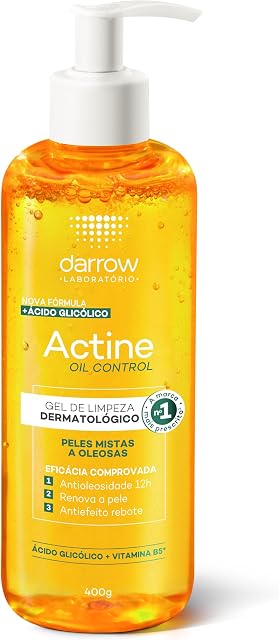 darrow
• LABORATÓRIO •
NOVA FÓRMULA
+ÁCIDO GLICÓLICO
Actine
OIL CONTROL
GEL DE LIMPEZA
DERMATOLÓGICO
A marca
nº1
mais presente*
PELES MISTAS
A OLEOSAS
EFICÁCIA COMPROVADA
1 Antioleosidade 12h
2 Renova a pele
3 Antiefeito rebote
ÁCIDO GLICÓLICO + VITAMINA B5*
400g